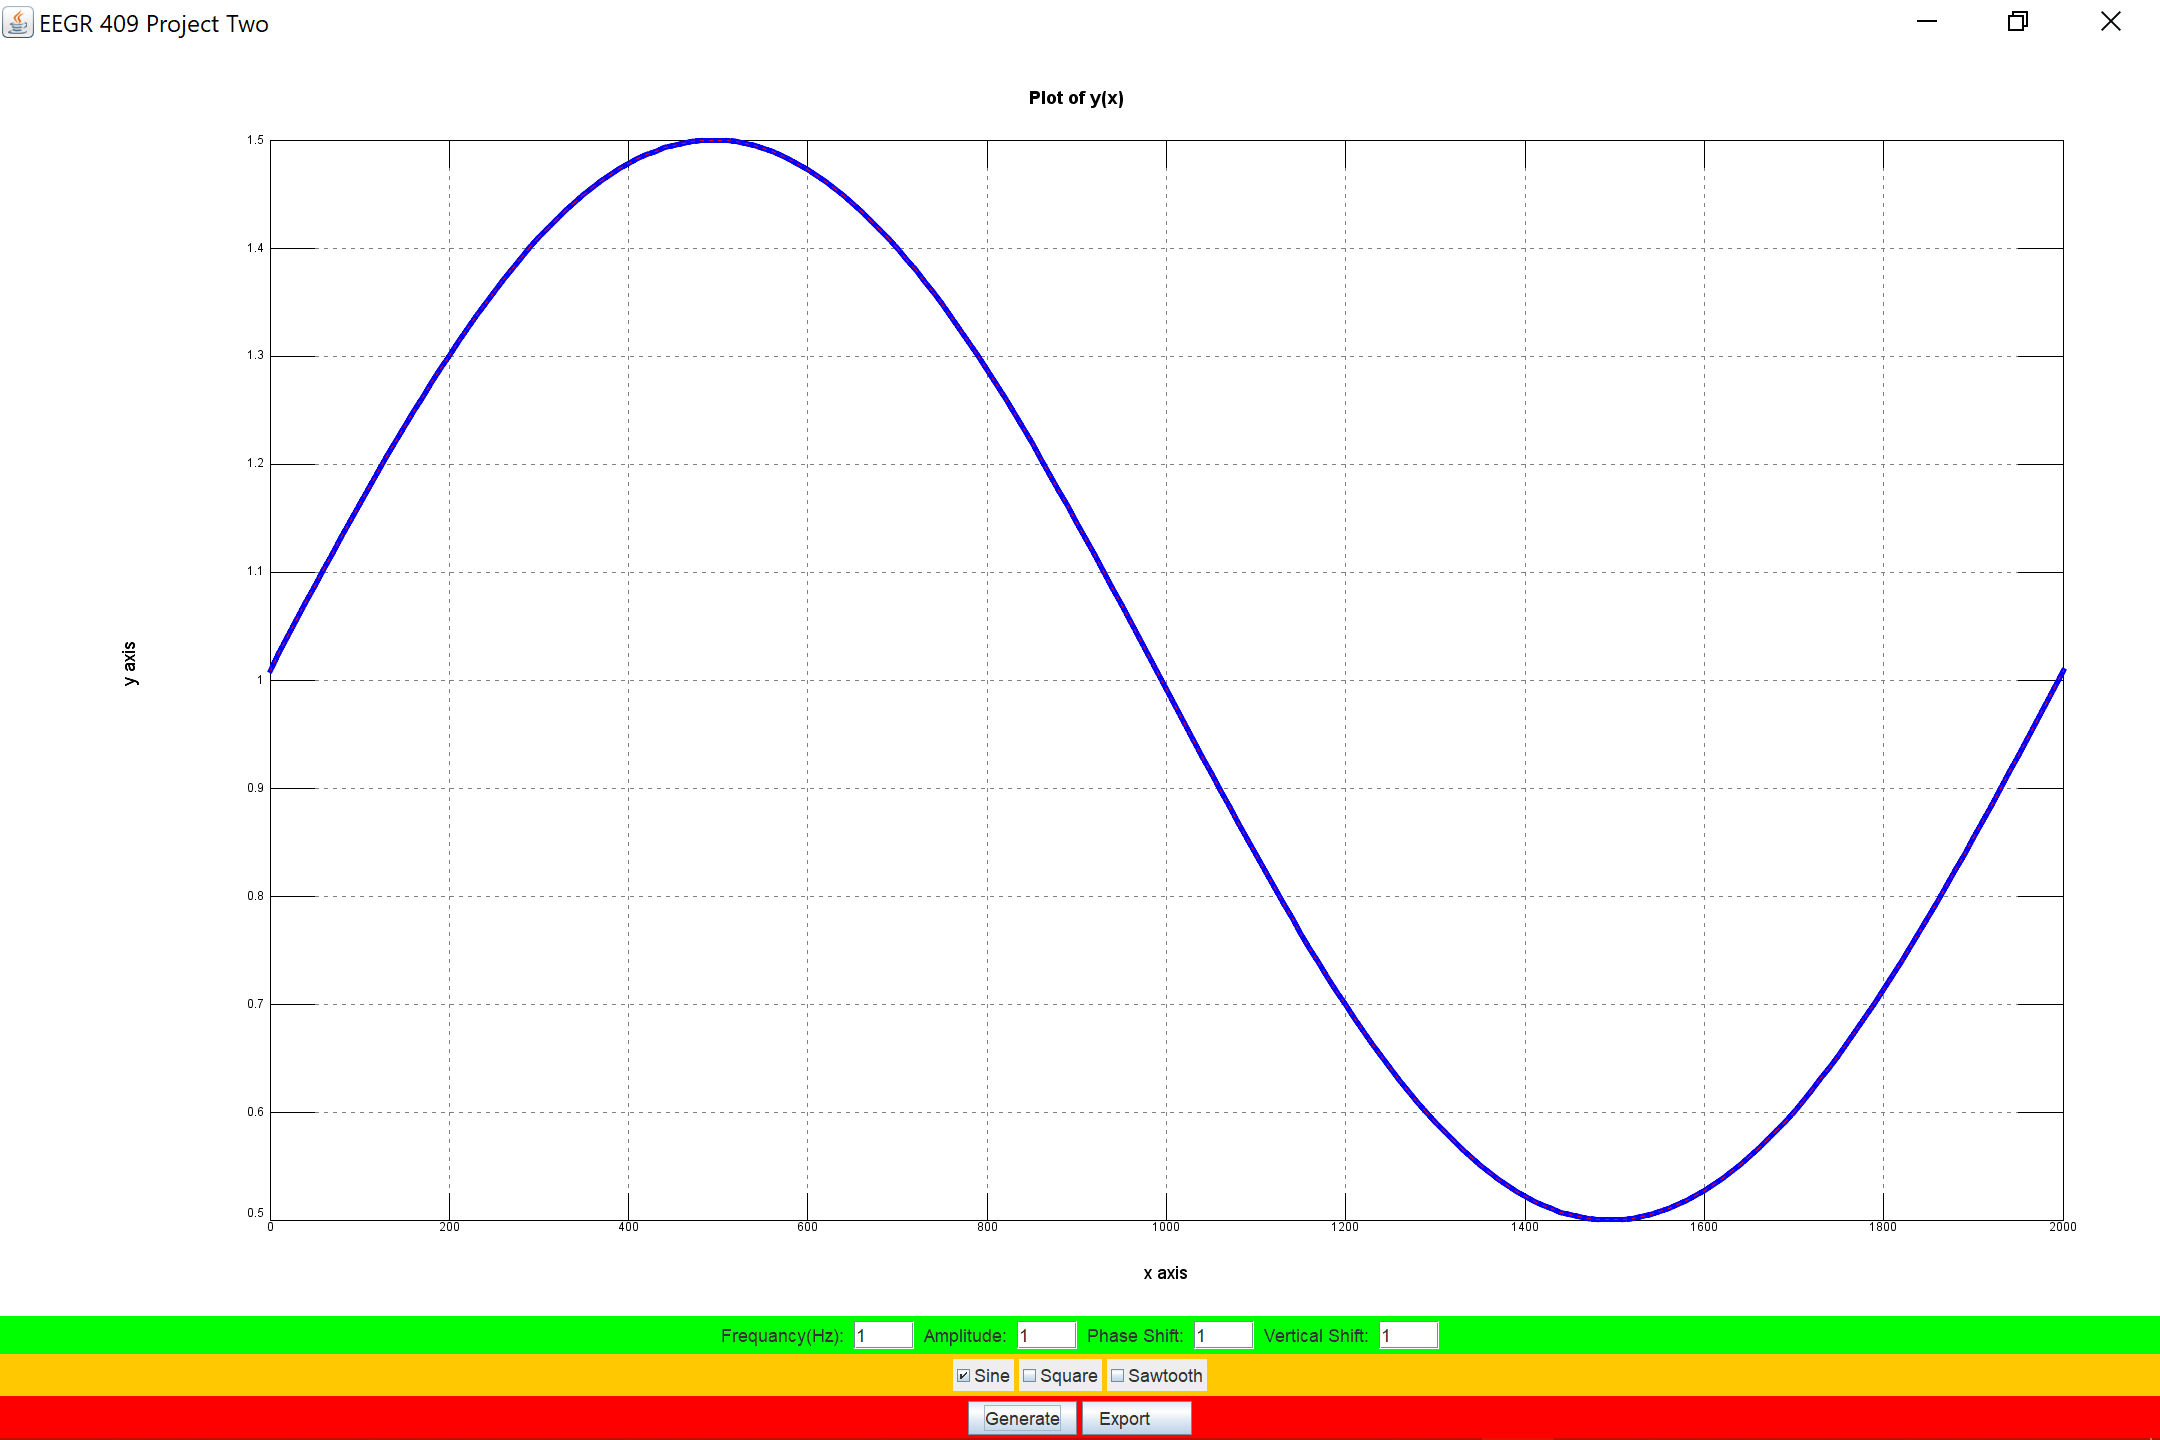 EEGR 409 Project Two
Plot of y(x)
1.5
1.4
1.3
1.2
1.1
y axis
1
0.9
0.8
0.7
0.6
0.5
0 200 400 600 800 1000 1200 1400 1600 1800 2000
x axis
Frequancy(Hz): 1 Amplitude: 1 Phase Shift: 1 Vertical Shift: 1
Sine Square Sawtooth
Generate Export